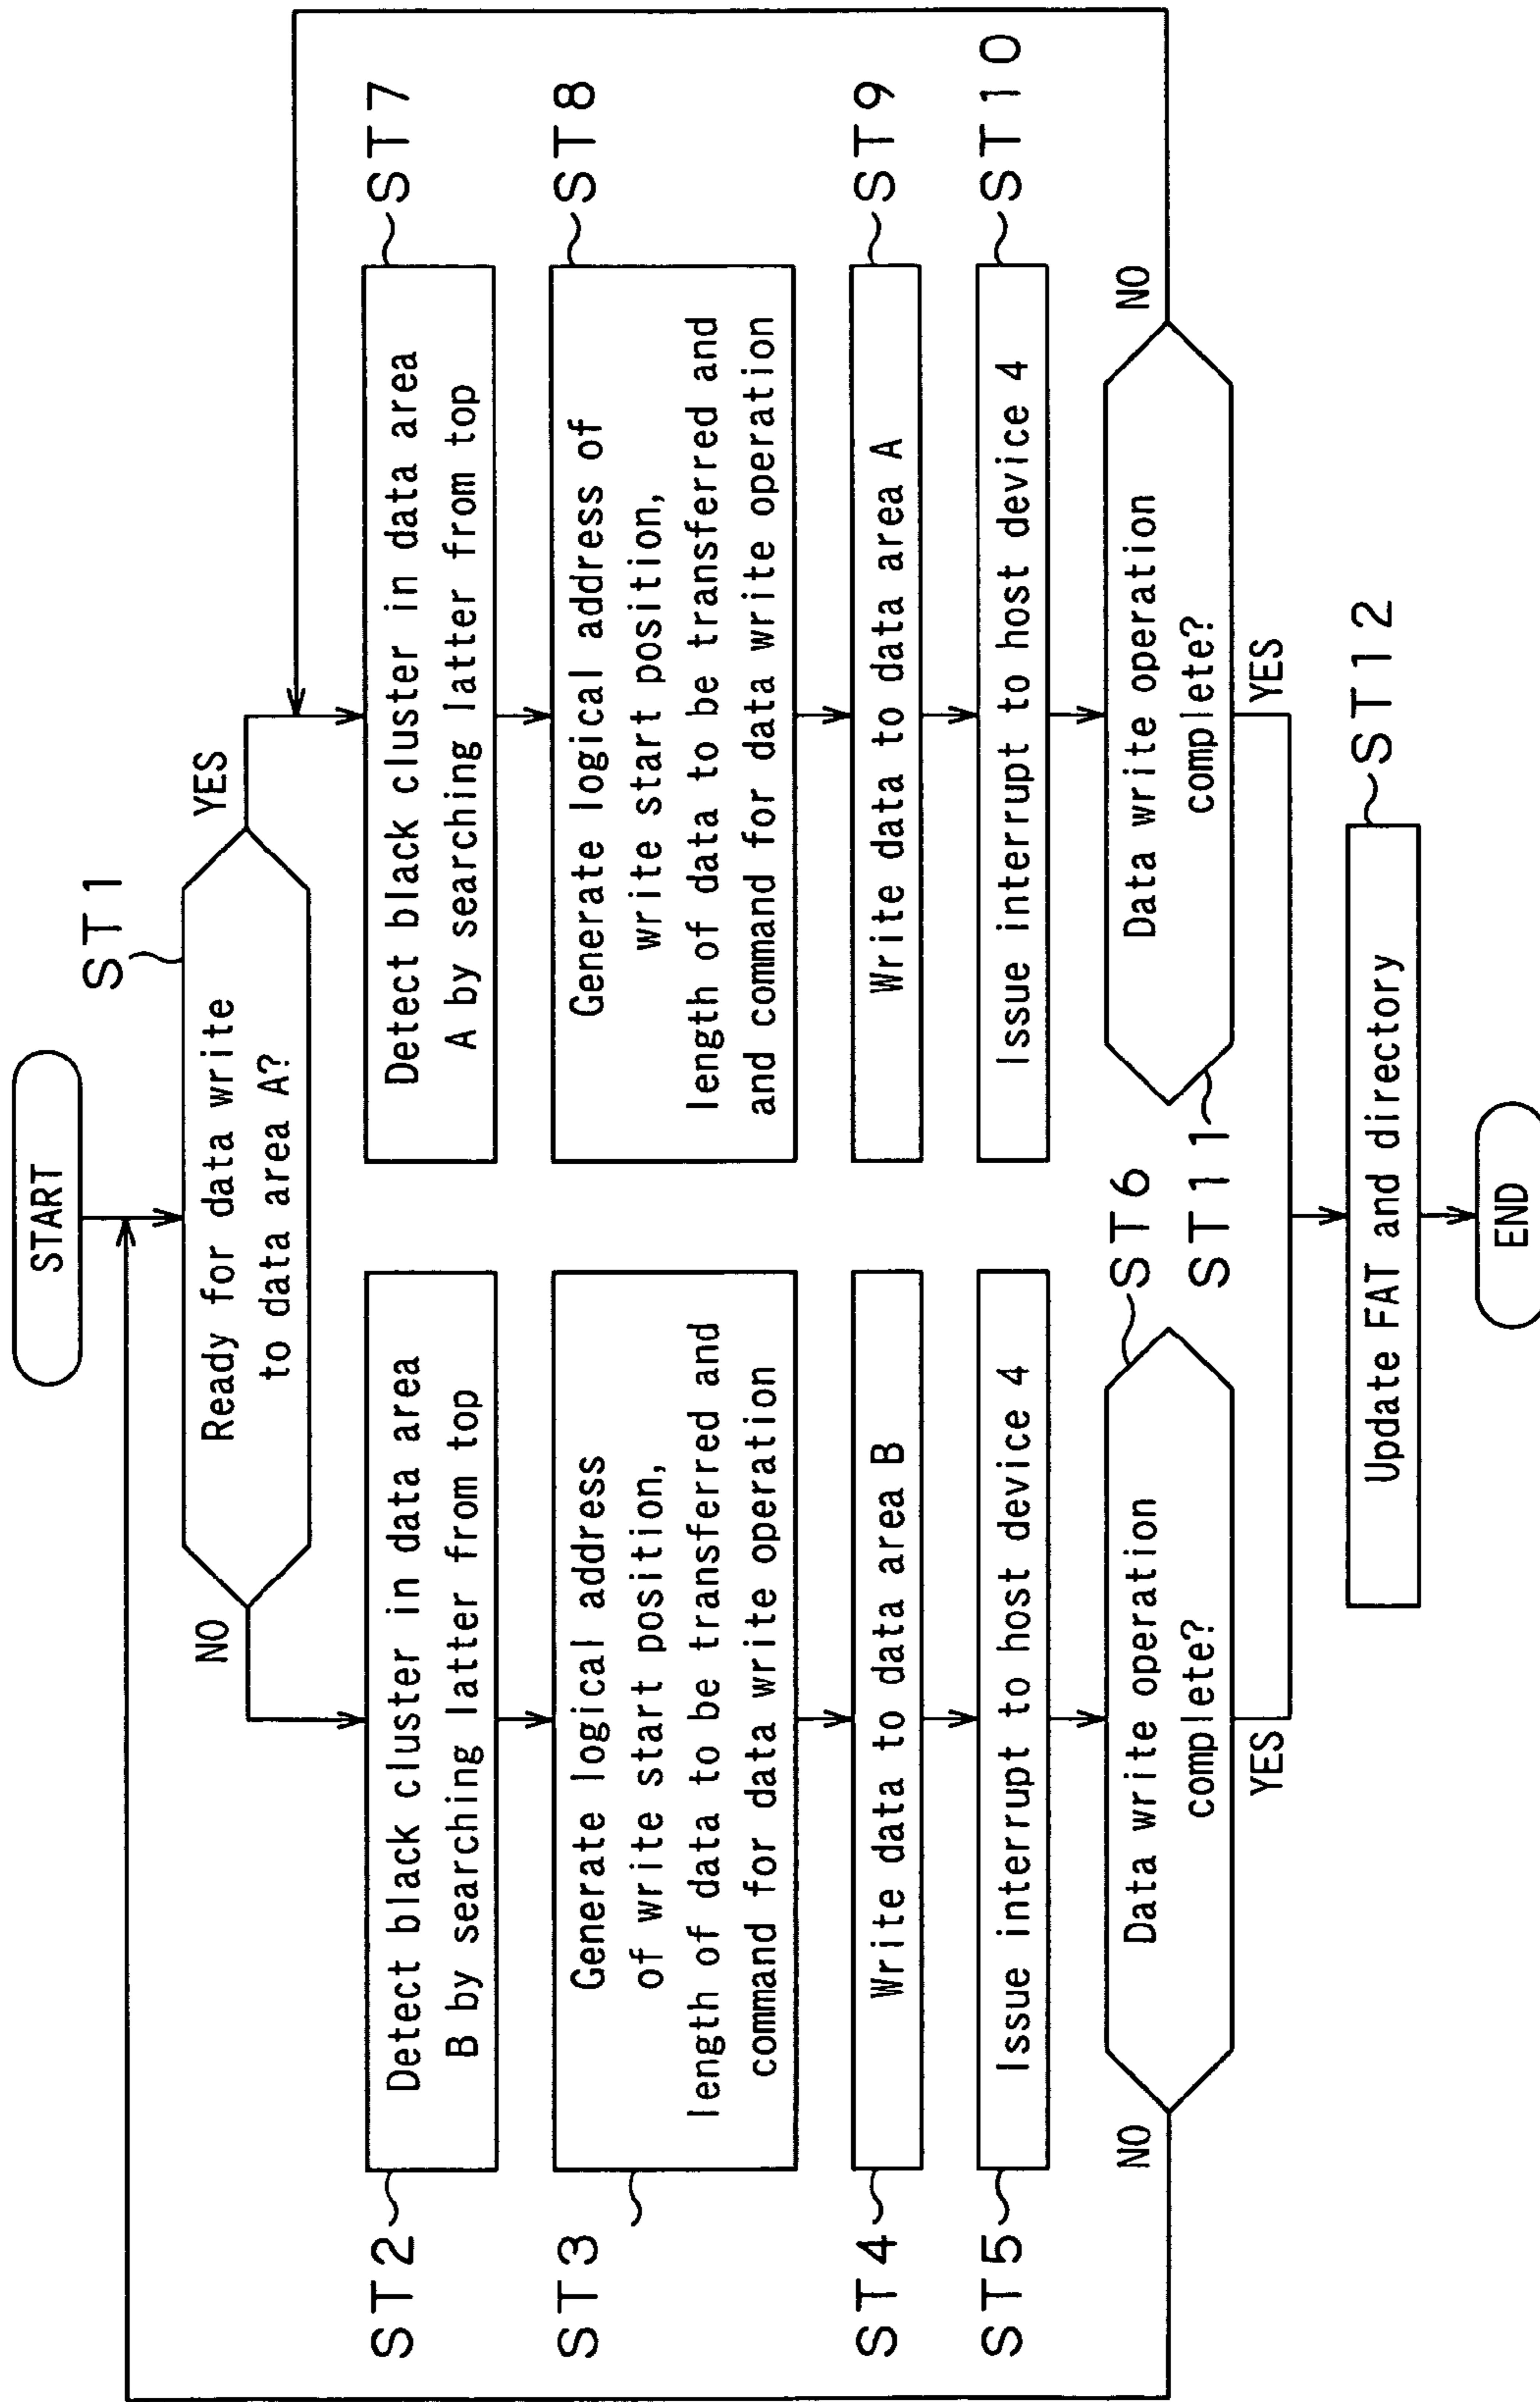 START
ST1
Ready for data write
to data area A?
NO
YES
ST2
Detect black cluster in data area
B by searching latter from top
ST3
Generate logical address
of write start position,
length of data to be transferred and
command for data write operation
ST4
Write data to data area B
ST5
Issue interrupt to host device 4
ST6
Data write operation
complete?
NO
YES
ST7
Detect black cluster in data area
A by searching latter from top
ST8
Generate logical address of
write start position,
length of data to be transferred and
and command for data write operation
ST9
Write data to data area A
ST10
Issue interrupt to host device 4
ST11
Data write operation
complete?
NO
YES
ST12
Update FAT and directory
END